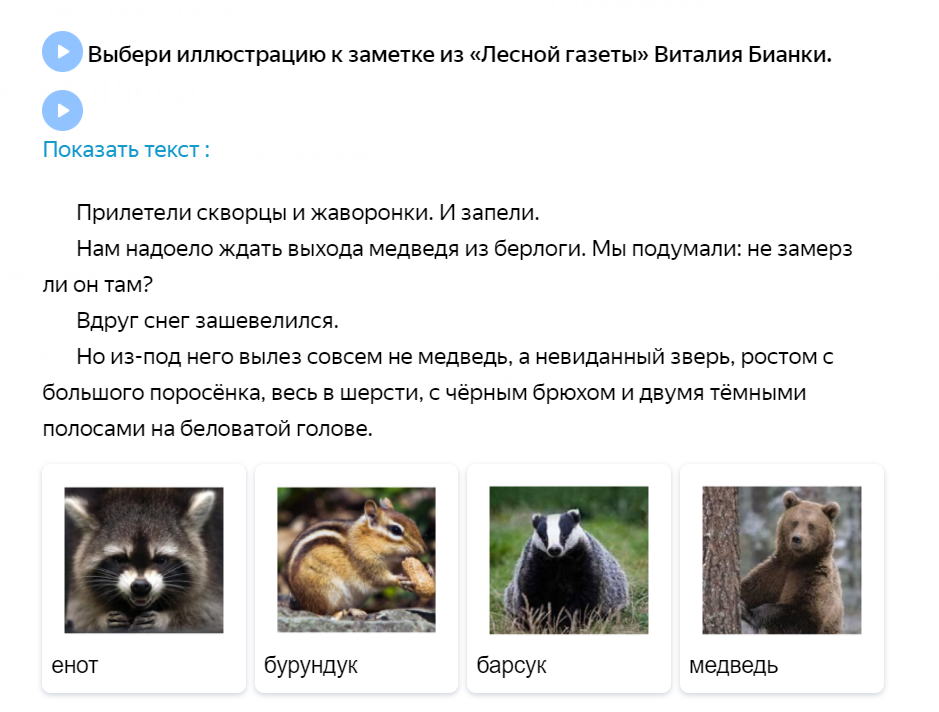 Выбери иллюстрацию к заметке из «Лесной газеты» Виталия Бианки.
Показать текст :
Прилетели скворцы и жаворонки. И запели.
Нам надоело ждать выхода медведя из берлоги. Мы подумали: не замерз
ли он там?
Вдруг снег зашевелился.
Но из-под него вылез совсем не медведь, а невиданный зверь, ростом с
большого поросёнка, весь в шерсти, с чёрным брюхом и двумя тёмными
полосами на беловатой голове.
енот
бурундук
барсук
медведь